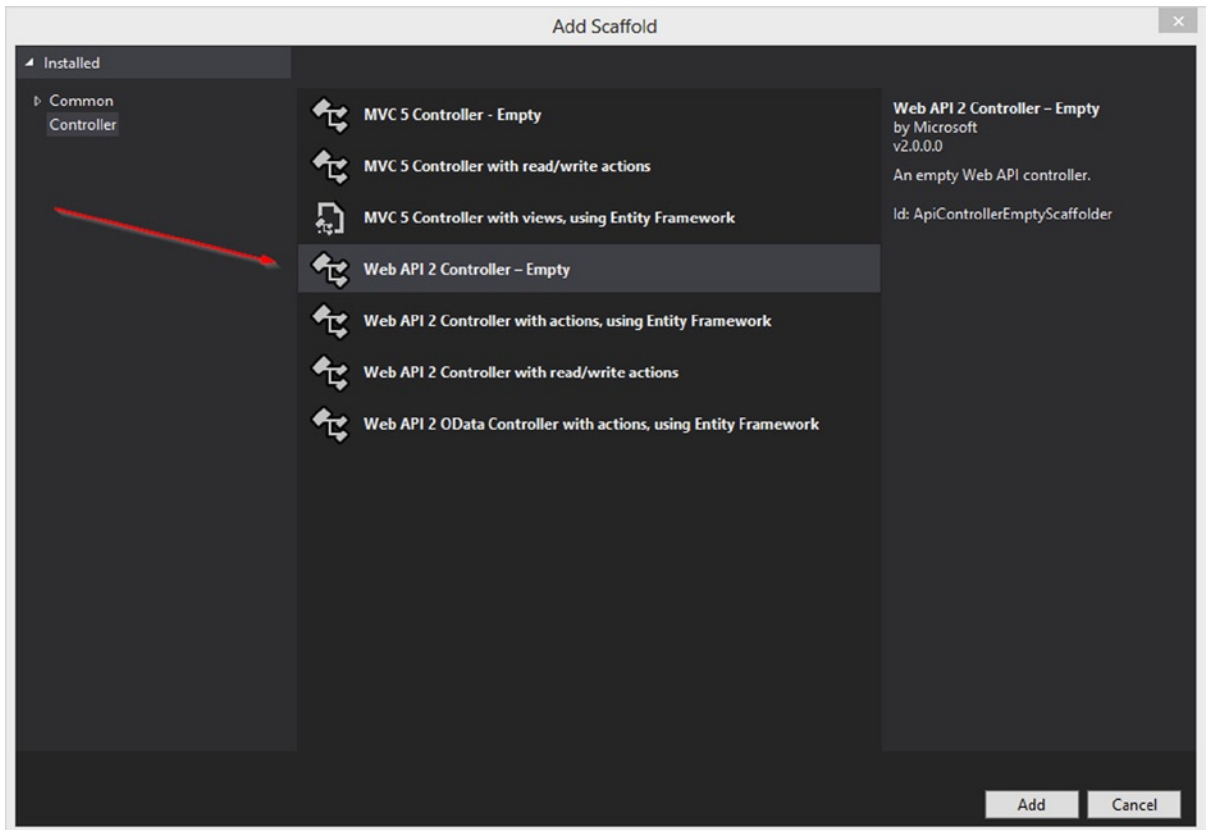 Add Scaffold
Installed
Common
Controller
MVC 5 Controller - Empty
MVC 5 Controller with read/write actions
MVC 5 Controller with views, using Entity Framework
Web API 2 Controller – Empty
Web API 2 Controller with actions, using Entity Framework
Web API 2 Controller with read/write actions
Web API 2 OData Controller with actions, using Entity Framework
Web API 2 Controller – Empty
by Microsoft
v2.0.0.0
An empty Web API controller.
Id: ApiControllerEmptyScaffolder
Add
Cancel